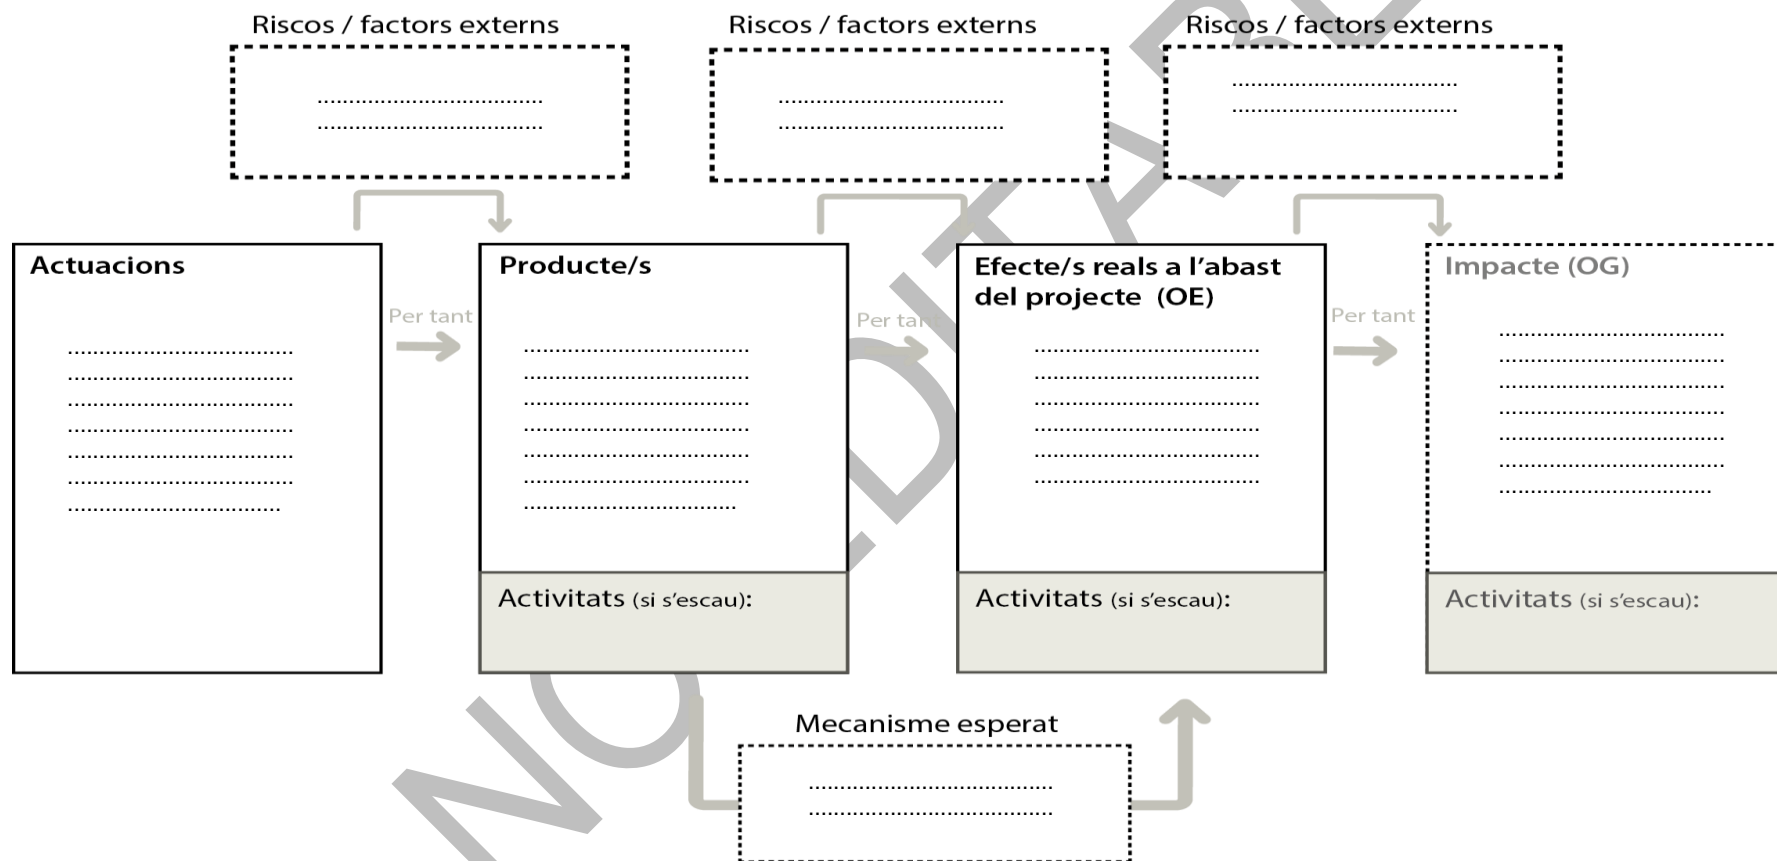 Riscos / factors externs
Riscos / factors externs
Riscos / factors externs
Actuacions
Per tant
Producte/s
Activitats (si s'escau):
Per tant
Efecte/s reals a l'abast
del projecte (OE)
Activitats (si s'escau):
Per tant
Impacte (OG)
Activitats (si s'escau):
Mecanisme esperat